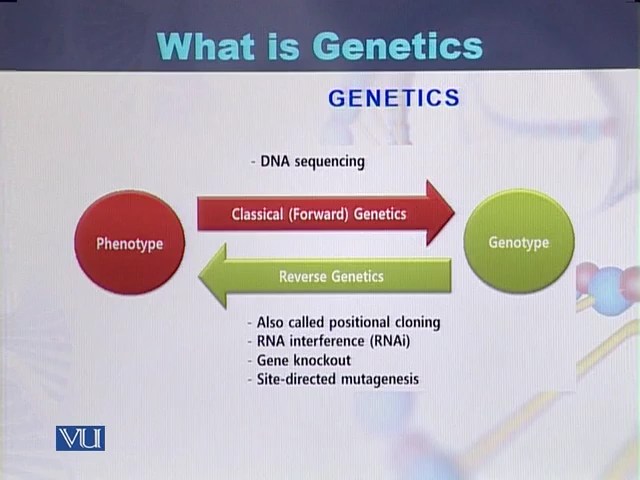 What is Genetics
GENETICS
- DNA sequencing
Classical (Forward) Genetics
Phenotype
Genotype
Reverse Genetics
- Also called positional cloning
- RNA interference (RNAi)
- Gene knockout
- Site-directed mutagenesis
VU